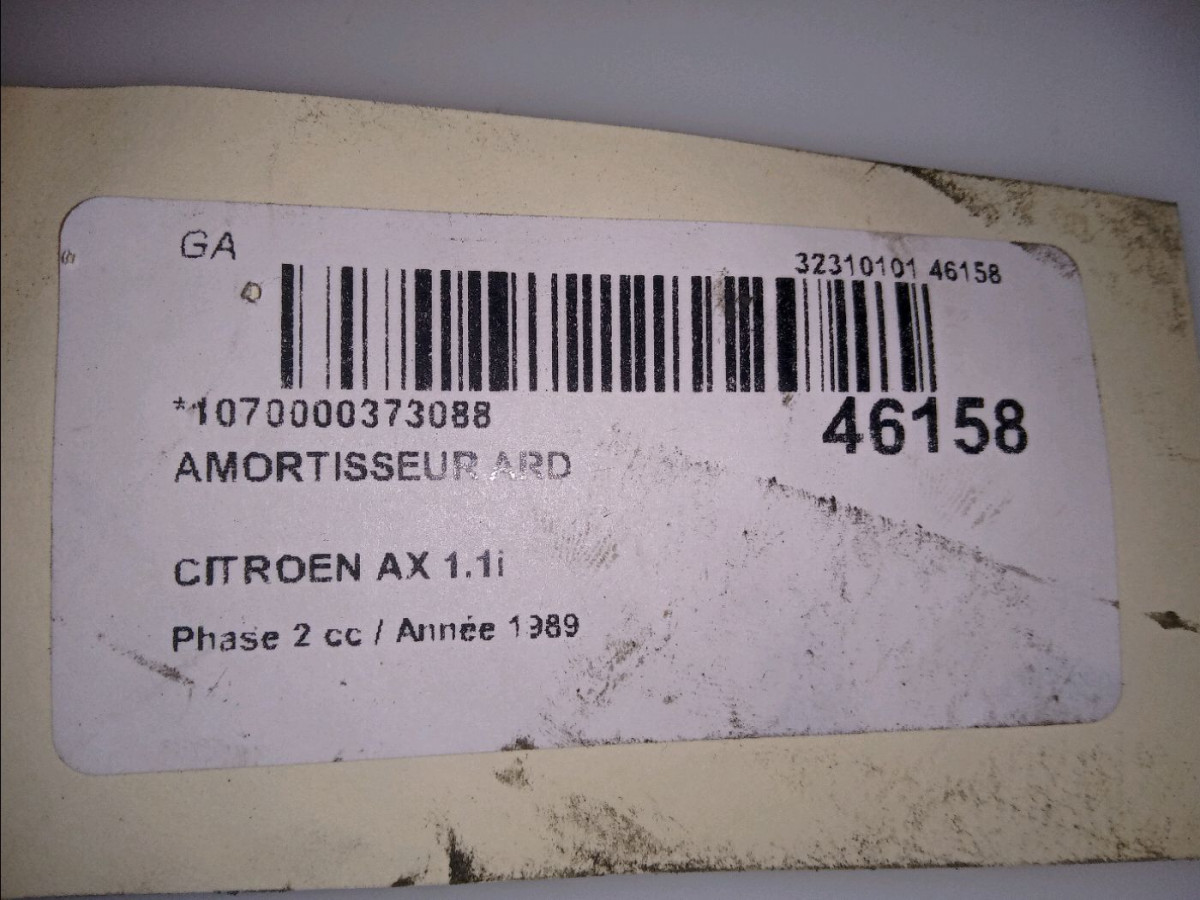 GA
32310101 46158
*1070000373088
46158
AMORTISSEUR ARD
CITROEN AX 1.1i
Phase 2 cc / Année 1989